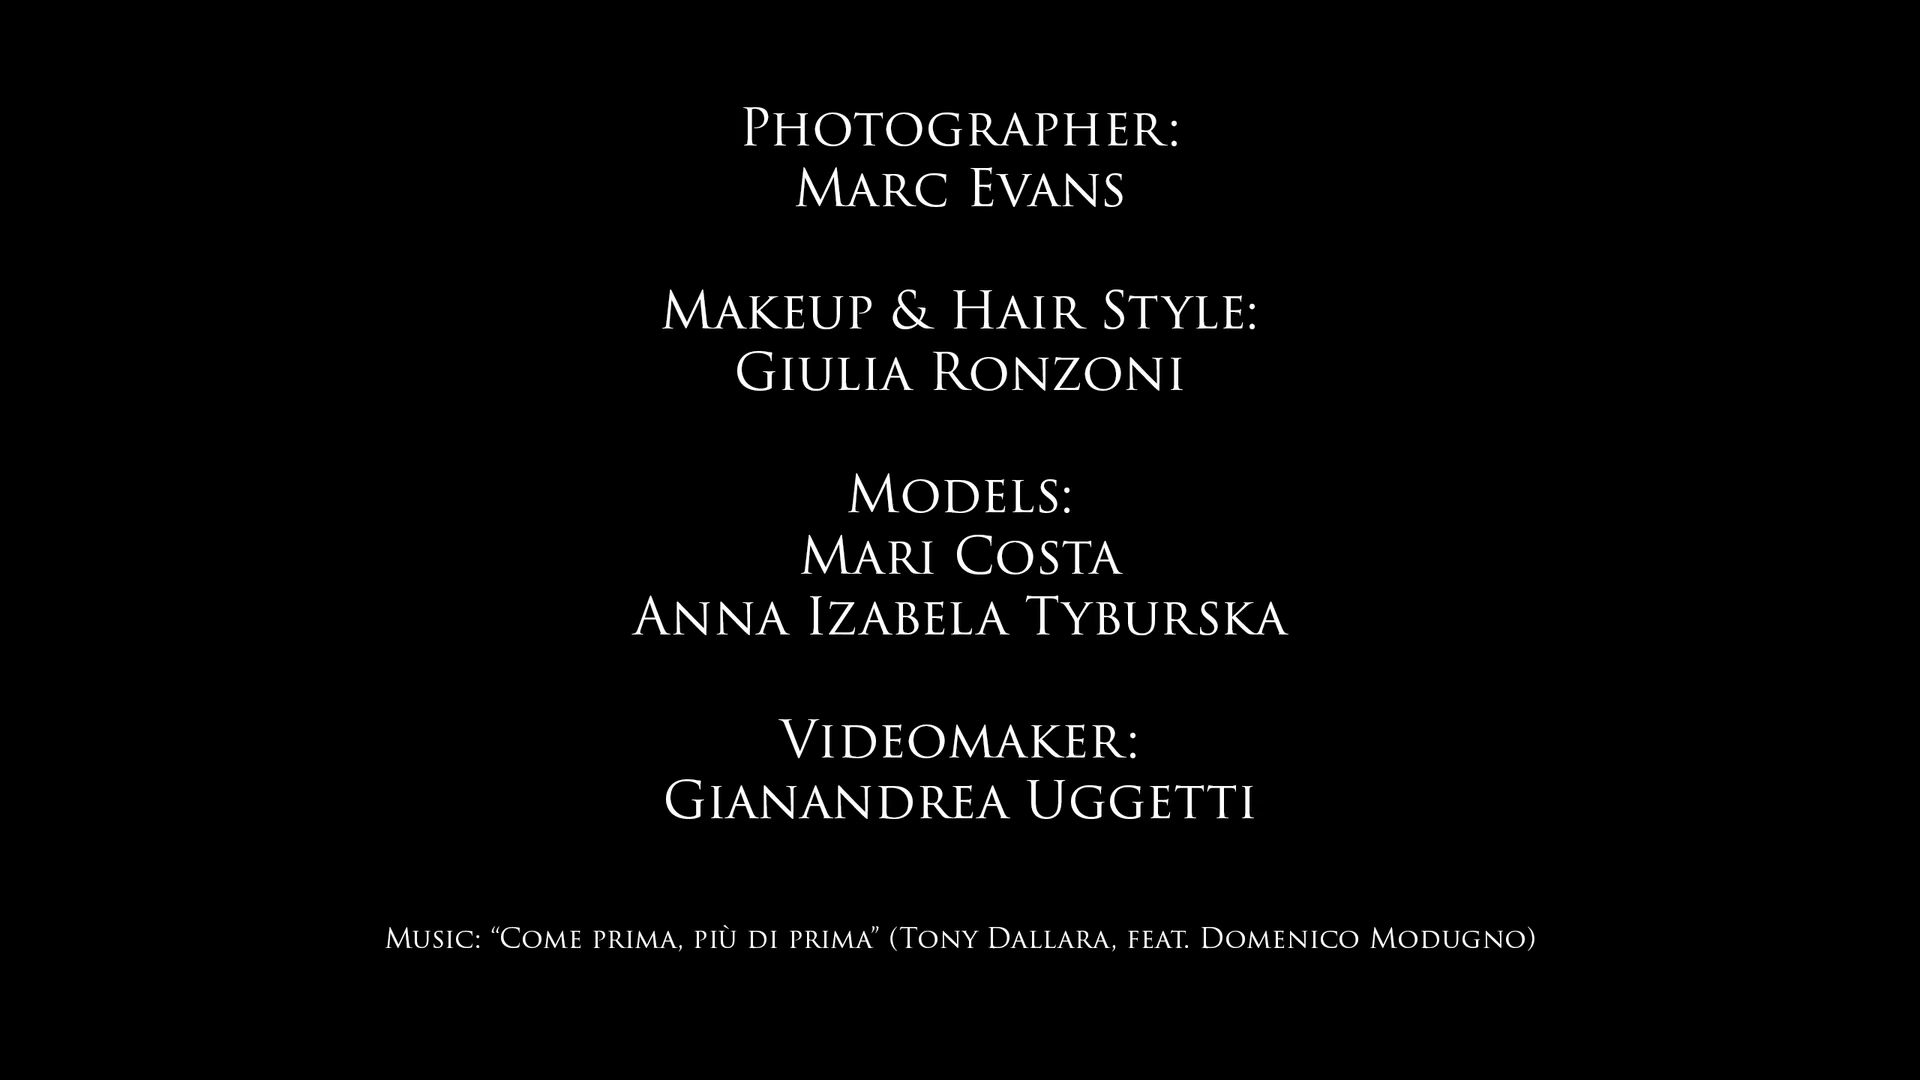 Photographer:
Marc Evans
Makeup & Hair Style:
Giulia Ronzoni
Models:
Mari Costa
Anna Izabela Tyburska
Videomaker:
Gianandrea Uggetti
Music: “Come prima, più di prima” (Tony Dallara, feat. Domenico Modugno)